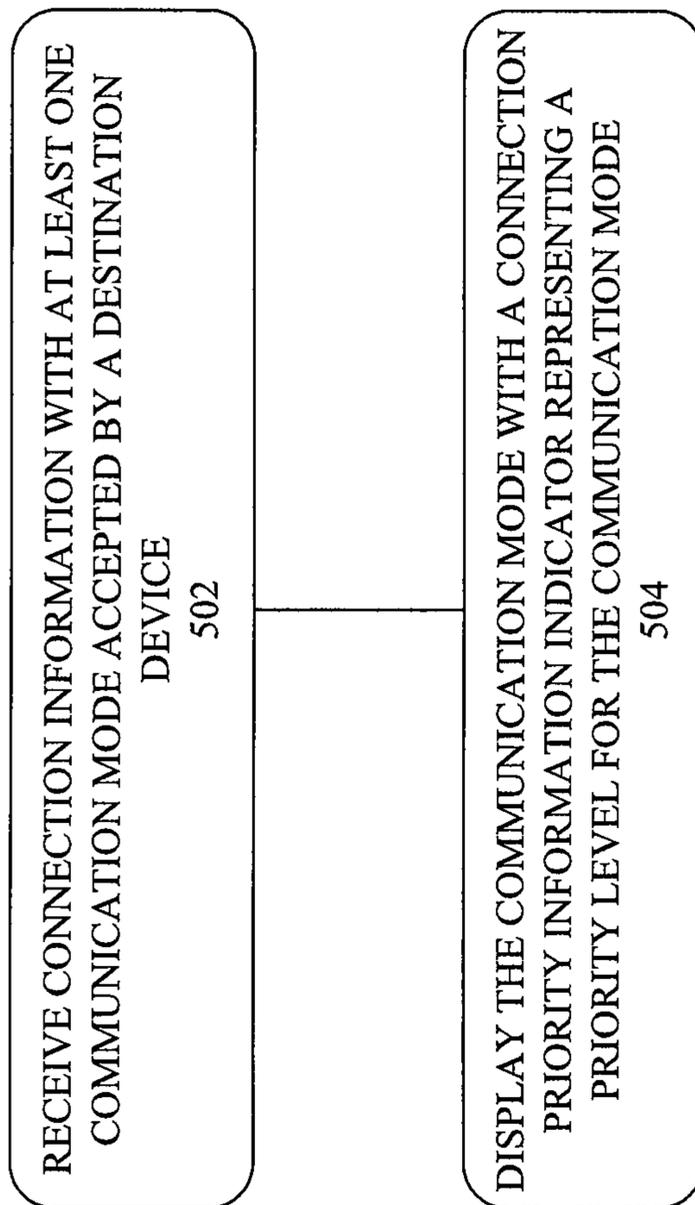 RECEIVE CONNECTION INFORMATION WITH AT LEAST ONE
COMMUNICATION MODE ACCEPTED BY A DESTINATION
DEVICE
502
DISPLAY THE COMMUNICATION MODE WITH A CONNECTION
PRIORITY INFORMATION INDICATOR REPRESENTING A
PRIORITY LEVEL FOR THE COMMUNICATION MODE
504